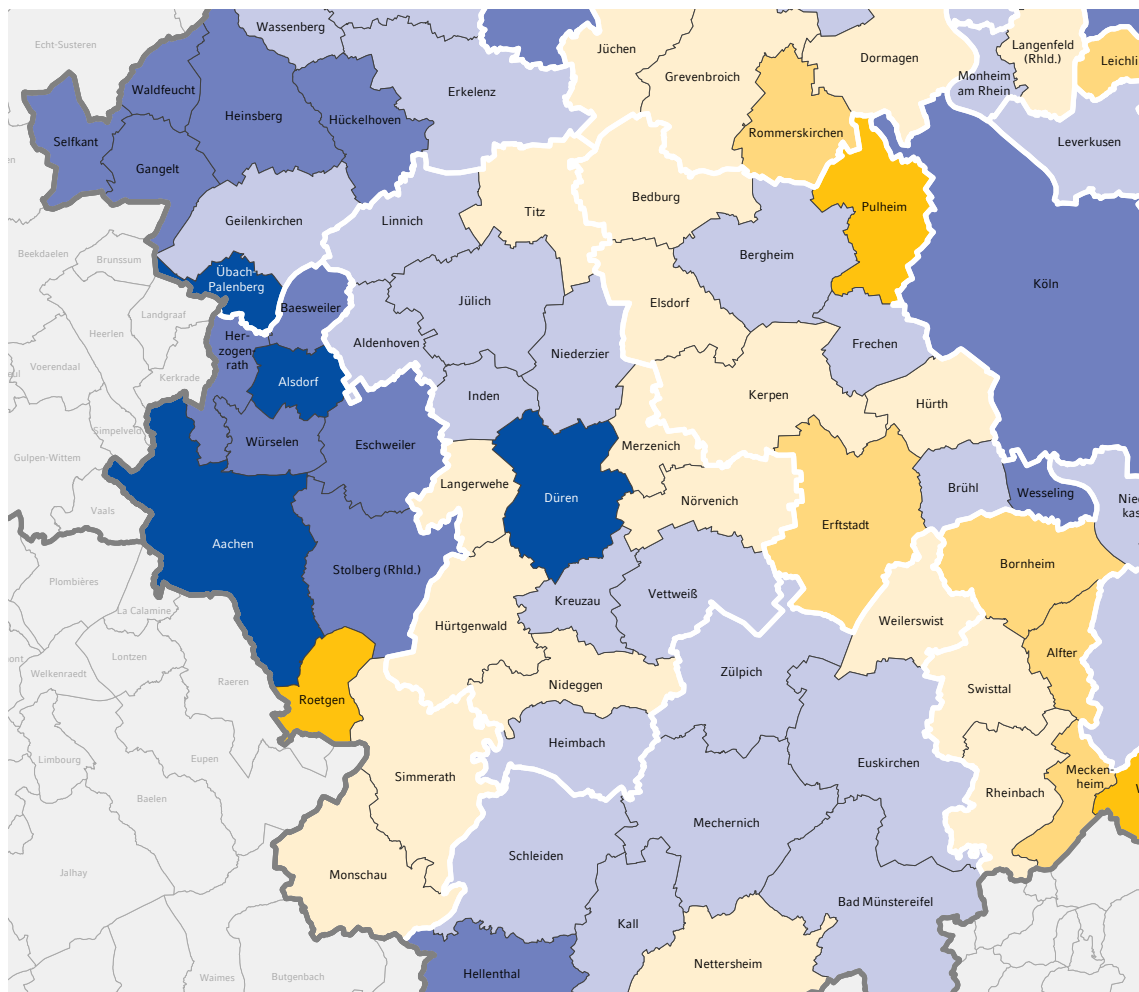 Wassenberg
Echt-Susteren
Jüchen
Grevenbroich
Dormagen
Langenfeld
(Rhld.)
Leichli
Monheim
am Rhein
Waldfeucht
Heinsberg
Hückelhoven
Erkelenz
Rommerskirchen
Leverkusen
Selfkant
Gangelt
Geilenkirchen
Linnich
Titz
Bedburg
Pulheim
Beekdaelen
Brunssum
Übach-
Palenberg
Bergheim
Köln
Landgraaf
Baesweiler
Jülich
Elsdorf
Heerlen
Her-
zogen-
rath
Aldenhoven
Niederzier
Frechen
Voerendaal
Kerkrade
Alsdorf
Inden
Kerpen
Hürth
Simpelveld
Würselen
Eschweiler
Merzenich
Gulpen-Wittem
Langerwehe
Düren
Nörvenich
Brühl
Wesseling
Nied
kas
Vaals
Aachen
Erftstadt
Stolberg (Rhld.)
Bornheim
Plombières
La Calamine
Hürtgenwald
Kreuzau
Vettweiß
Weilerswist
mont
Lontzen
Welkenraedt
Raeren
Alfter
Roetgen
Nideggen
Zülpich
Swisttal
Heimbach
Limbourg
Eupen
Simmerath
Euskirchen
Mecken-
heim
Rheinbach
Baelen
Mechernich
Schleiden
Jalhay
Monschau
Kall
Bad Münstereifel
Waimes
Butgenbach
Hellenthal
Nettersheim